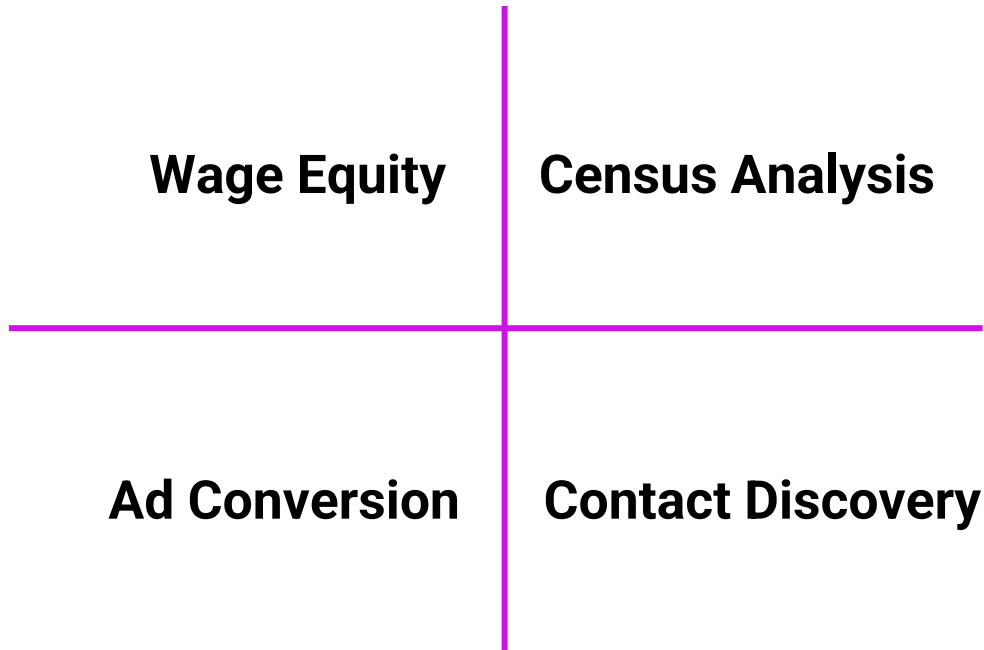 Wage Equity
Census Analysis
Ad Conversion
Contact Discovery